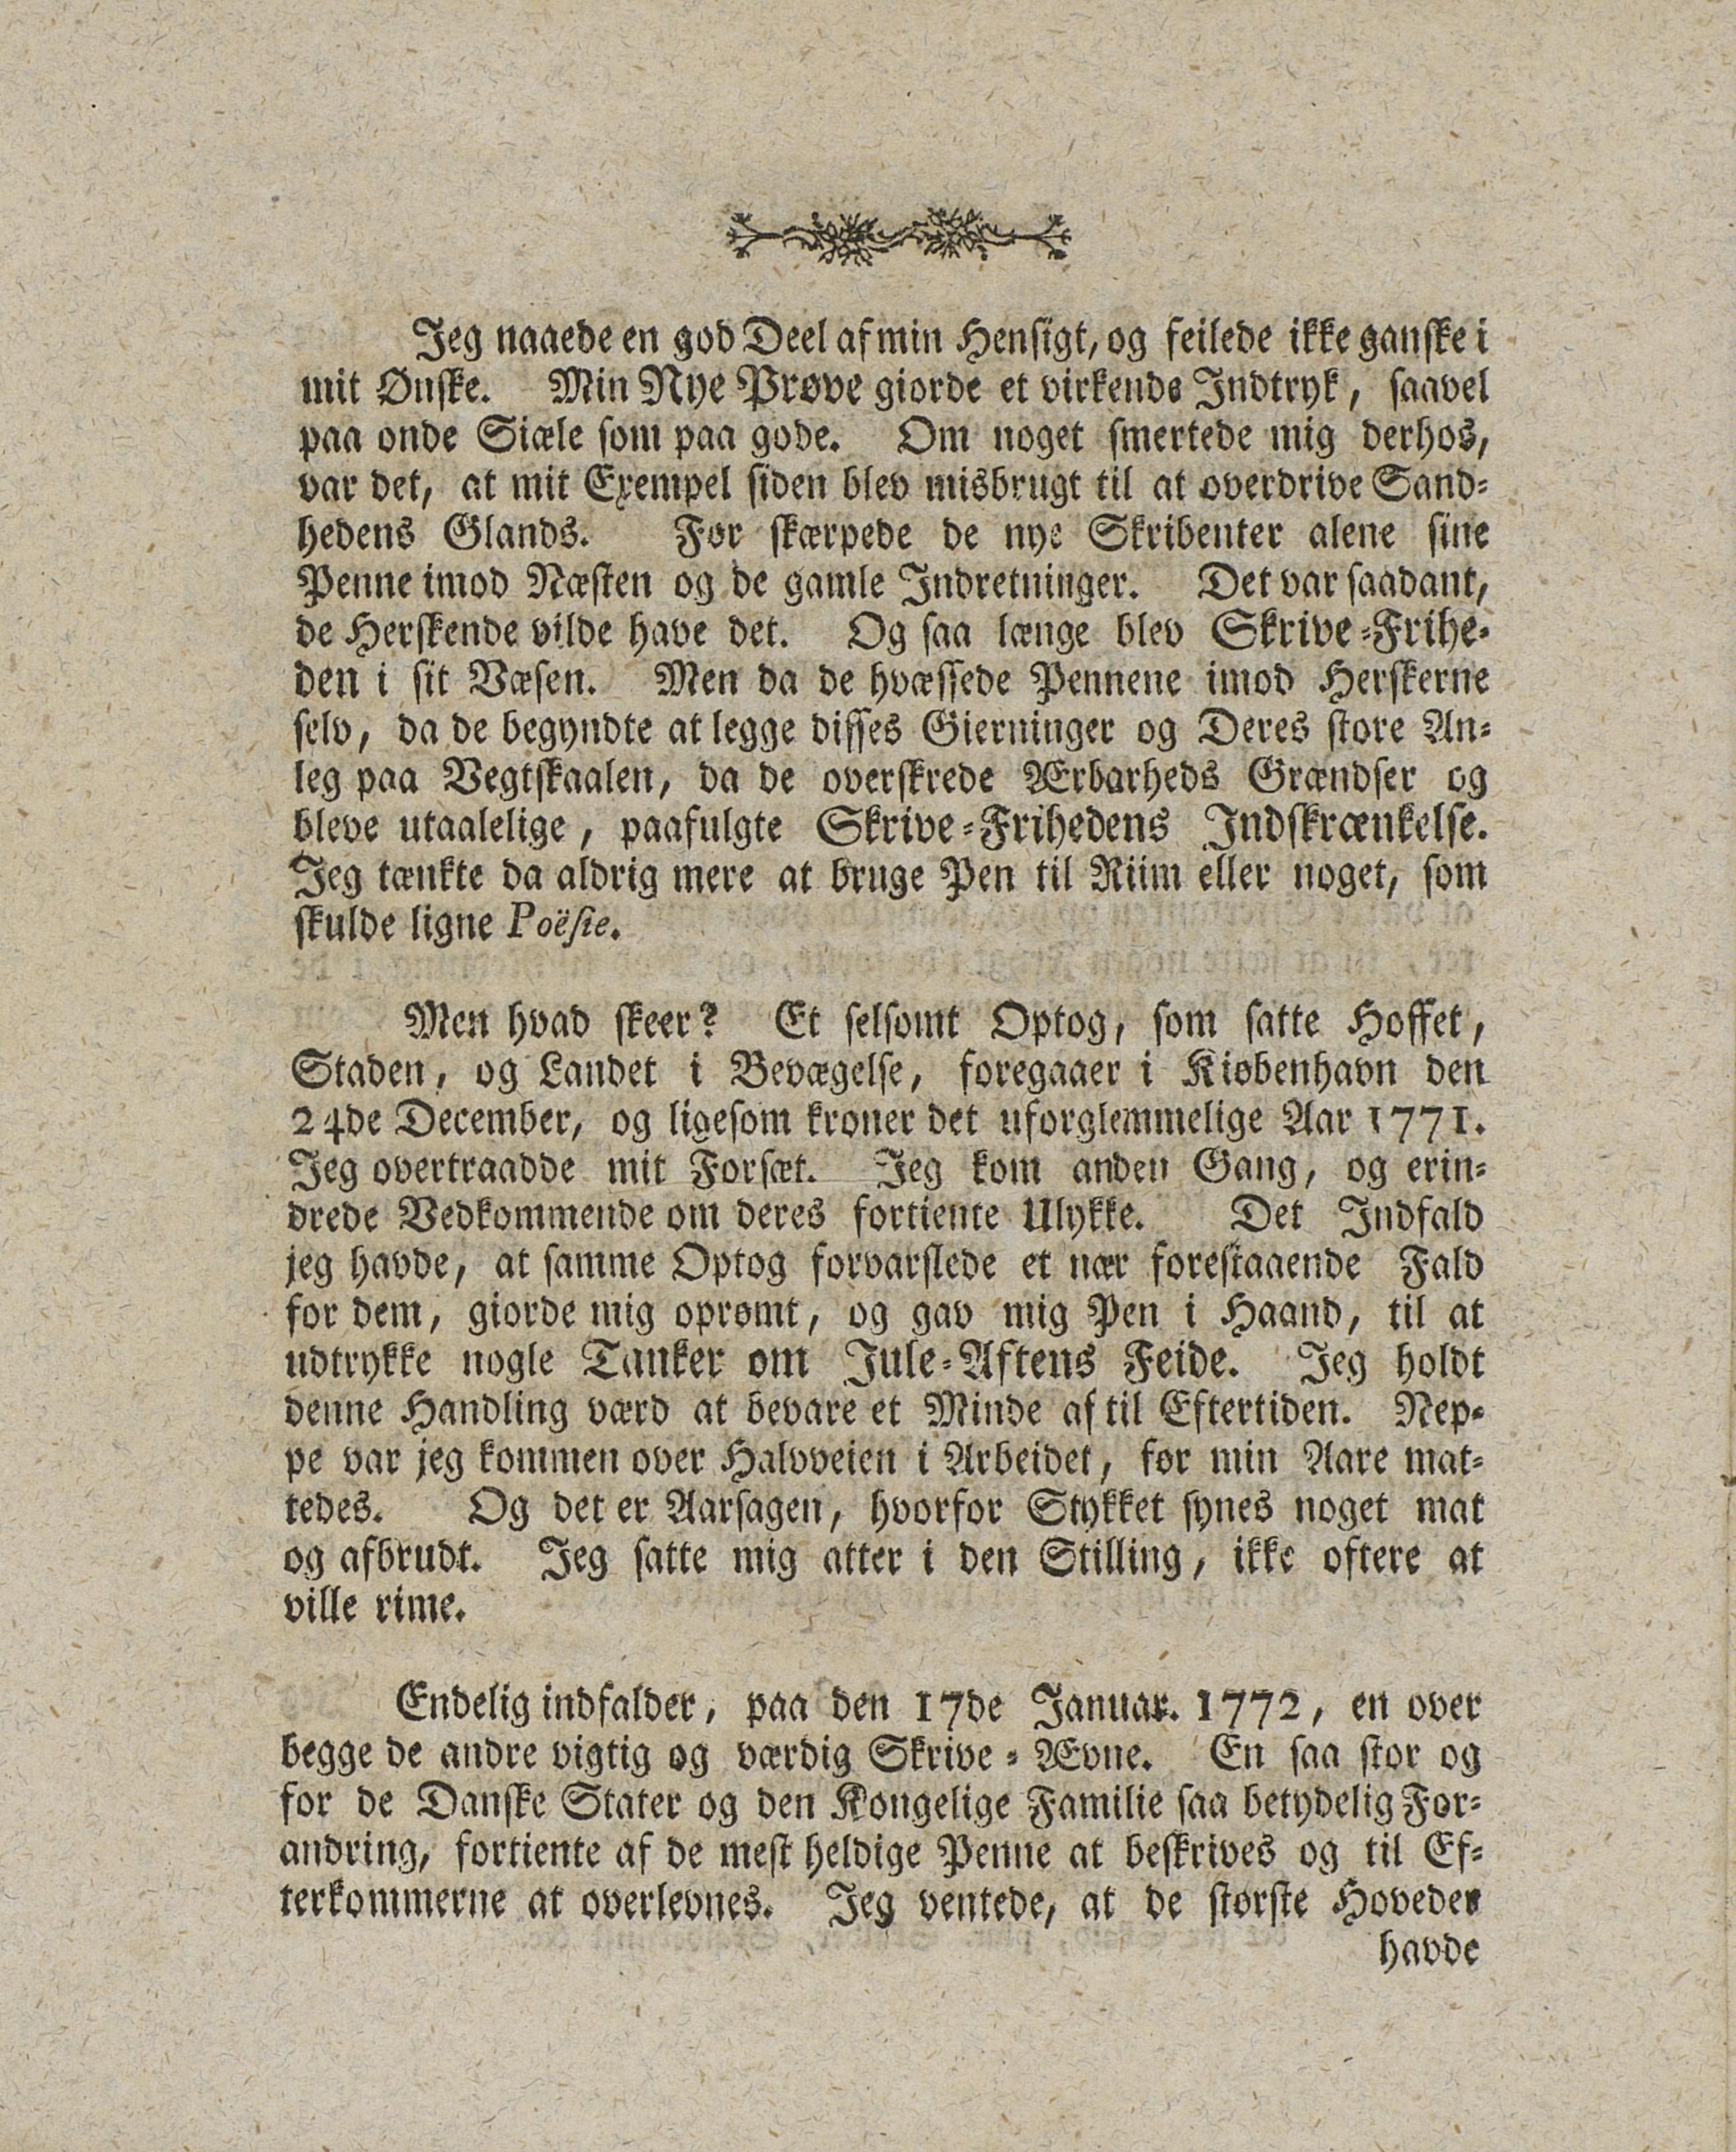 Jeg naaede en god Deel af min Hensigt, og feilede ikke ganske i
mit Ønske. Min Nye Prøve giorde et virkende Indtryk, saavel
paa onde Siæle som paa gode. Om noget smertede mig derhos,
var det, at mit Exempel siden blev misbrugt til at overdrive Sand-
hedens Glands. Før skærpede de nye Skribenter alene sine
Penne imod Næsten og de gamle Indretninger. Det var saadant,
de Herskende vilde have det. Og saa længe blev Skrive-Frihe-
den i sit Væsen. Men da de hvæssede Pennene imod Herskerne
selv, da de begyndte at legge disses Gierninger og Deres store An-
leg paa Vegtskaalen, da de overskrede Ærbarheds Grændser og
bleve utaalelige, paafulgte Skrive-Frihedens Indskrænkelse.
Jeg tænkte da aldrig mere at bruge Pen til Riim eller noget, som
skulde ligne Poësie.
Men hvad skeer? Et selsomt Optog, som satte Hoffet,
Staden, og Landet i Bevægelse, foregaaer i Kiøbenhavn den
24de December, og ligesom kroner det uforglemmelige Aar 1771.
Jeg overtraadde mit Forsæt. Jeg kom anden Gang, og erin-
drede Vedkommende om deres fortiente Ulykke. Det Indfald
jeg havde, at samme Optog forvarslede et nær forestaaende Fald
for dem, giorde mig oprømt, og gav mig Pen i Haand, til at
udtrykke nogle Tanker om Jule-Aftens Feide. Jeg holdt
denne Handling værd at bevare et Minde af til Eftertiden. Nep-
pe var jeg kommen over Halvveien i Arbeidet, før min Aare mat-
tedes. Og det er Aarsagen, hvorfor Stykket synes noget mat
og afbrudt. Jeg satte mig atter i den Stilling, ikke oftere at
ville rime.
Endelig indfalder, paa den 17de Januar. 1772, en over
begge de andre vigtig og værdig Skrive-Ævne. En saa stor og
for de Danske Stater og den Kongelige Familie saa betydelig For-
andring, fortiente af de mest heldige Penne at beskrives og til Ef-
terkommerne at overlevnes. Jeg ventede, at de største Hoveder
havde